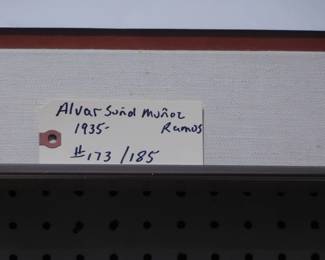 Alvar Suñol Muñoz
1935- Ramos
#173/185